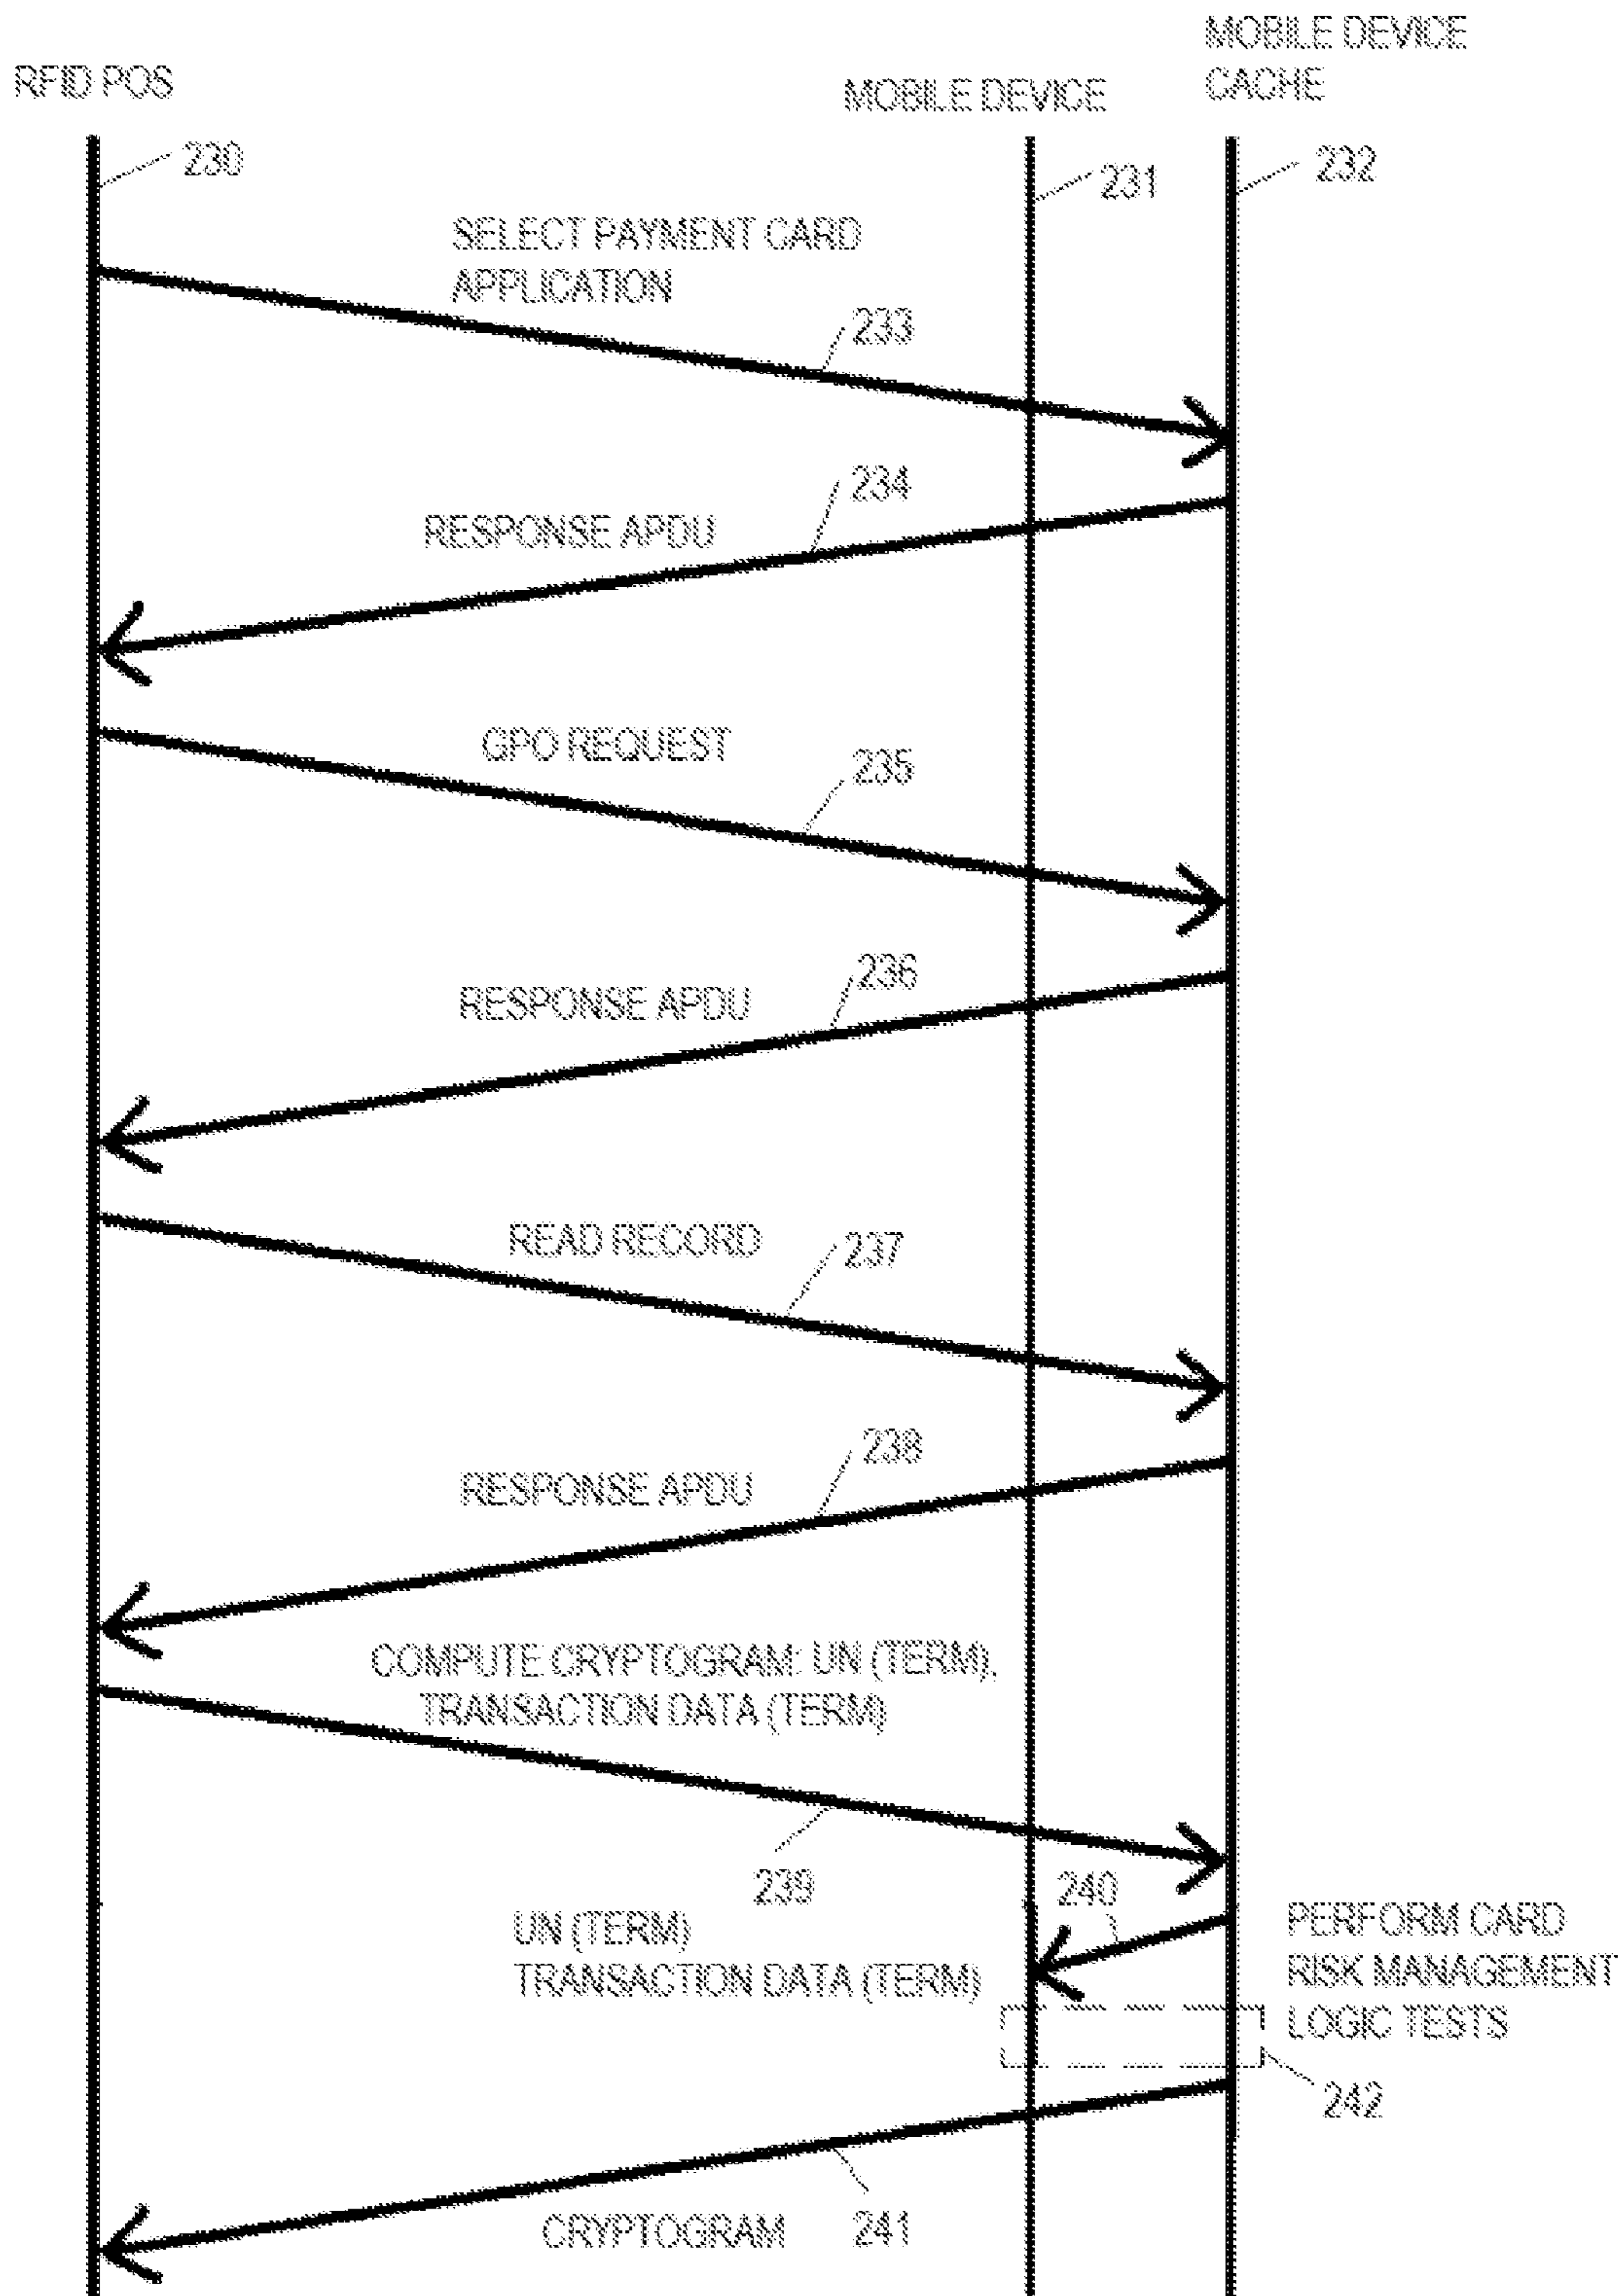 RFID POS
MOBILE DEVICE
MOBILE DEVICE
CACHE
230
231
232
SELECT PAYMENT CARD
APPLICATION
233
234
RESPONSE APDU
GPO REQUEST
235
236
RESPONSE APDU
READ RECORD
237
238
RESPONSE APDU
COMPUTE CRYPTOGRAM: UN (TERM),
TRANSACTION DATA (TERM)
239
240
UN (TERM)
TRANSACTION DATA (TERM)
PERFORM CARD
RISK MANAGEMENT
LOGIC TESTS
242
CRYPTOGRAM
241